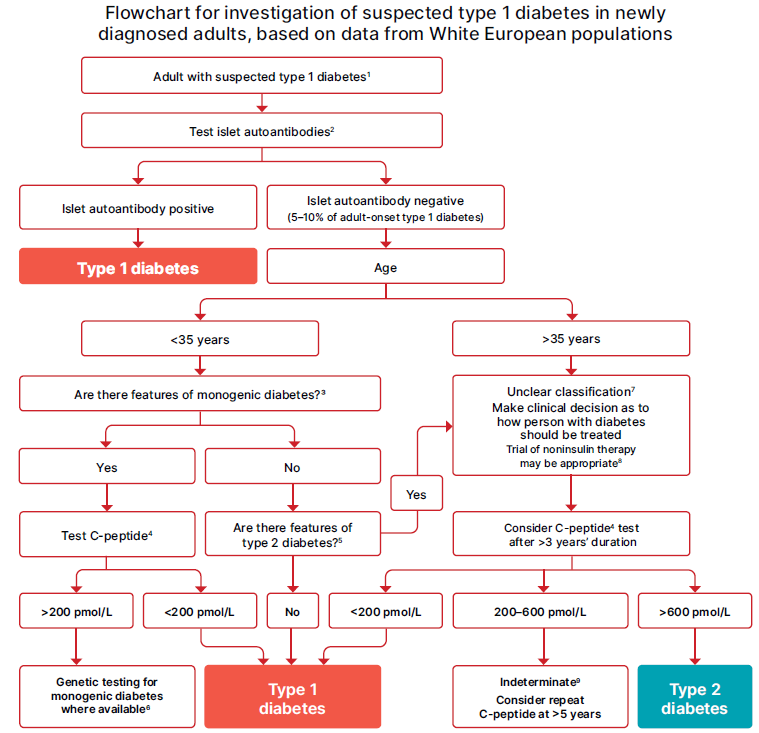 Flowchart for investigation of suspected type 1 diabetes in newly
diagnosed adults, based on data from White European populations
Adult with suspected type 1 diabetes¹
Test islet autoantibodies²
Islet autoantibody positive
Islet autoantibody negative
(5–10% of adult-onset type 1 diabetes)
Type 1 diabetes
Age
<35 years
>35 years
Are there features of monogenic diabetes?³
Unclear classification⁷
Make clinical decision as to
how person with diabetes
should be treated
Trial of noninsulin therapy
may be appropriate⁸
Yes
No
Yes
Test C-peptide⁴
Are there features of
type 2 diabetes?⁵
Consider C-peptide⁴ test
after >3 years' duration
>200 pmol/L
<200 pmol/L
No
<200 pmol/L
200–600 pmol/L
>600 pmol/L
Genetic testing for
monogenic diabetes
where available⁶
Type 1
diabetes
Indeterminate⁹
Consider repeat
C-peptide at >5 years
Type 2
diabetes